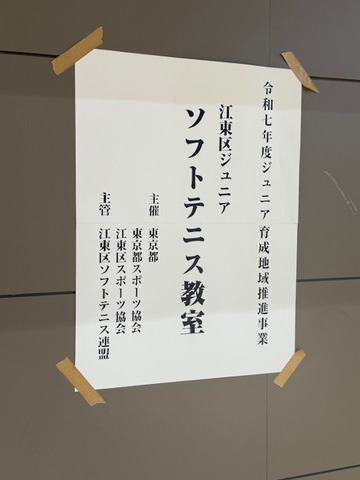 令和七年度ジュニア育成地域推進事業
江東区ジュニア
ソフトテニス教室
主催 東京都
東京都スポーツ協会
江東区スポーツ協会
主管 江東区ソフトテニス連盟